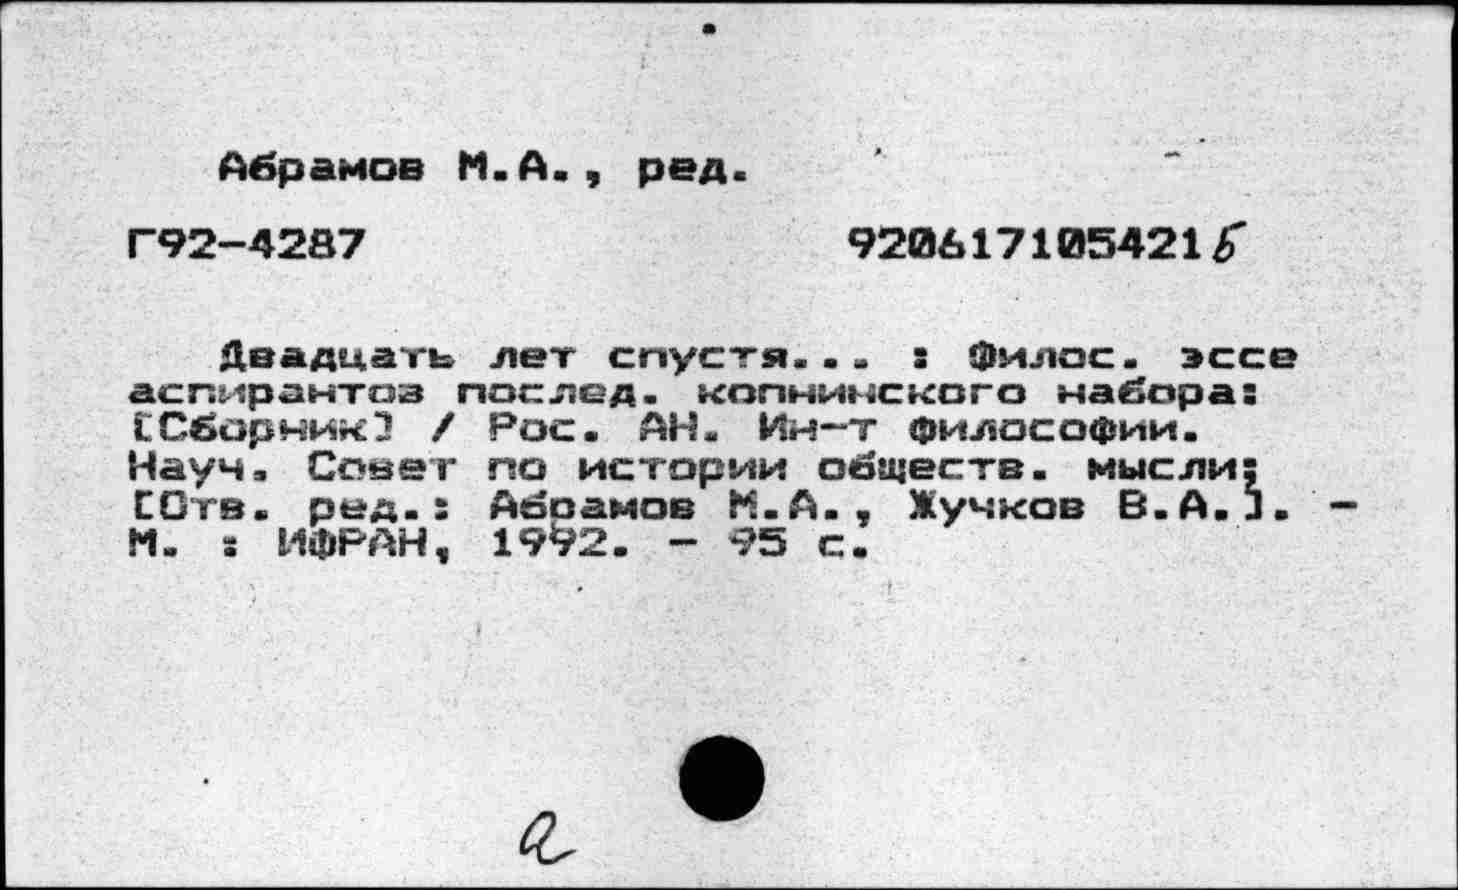 Абрамов М.А., ред.
Г92-4287 920617105421б
Двадцать лет спустя... : Филос. эссе
аспирантов послед. копнинского набора:
[Сборник] / Рос. АН. Ин-т философии.
Науч. Совет по истории обществ. мысли;
[Отв. ред.: Абрамов М.А., Жучков В.А.]. -
М. : ИФРАН, 1992. - 95 с.
а